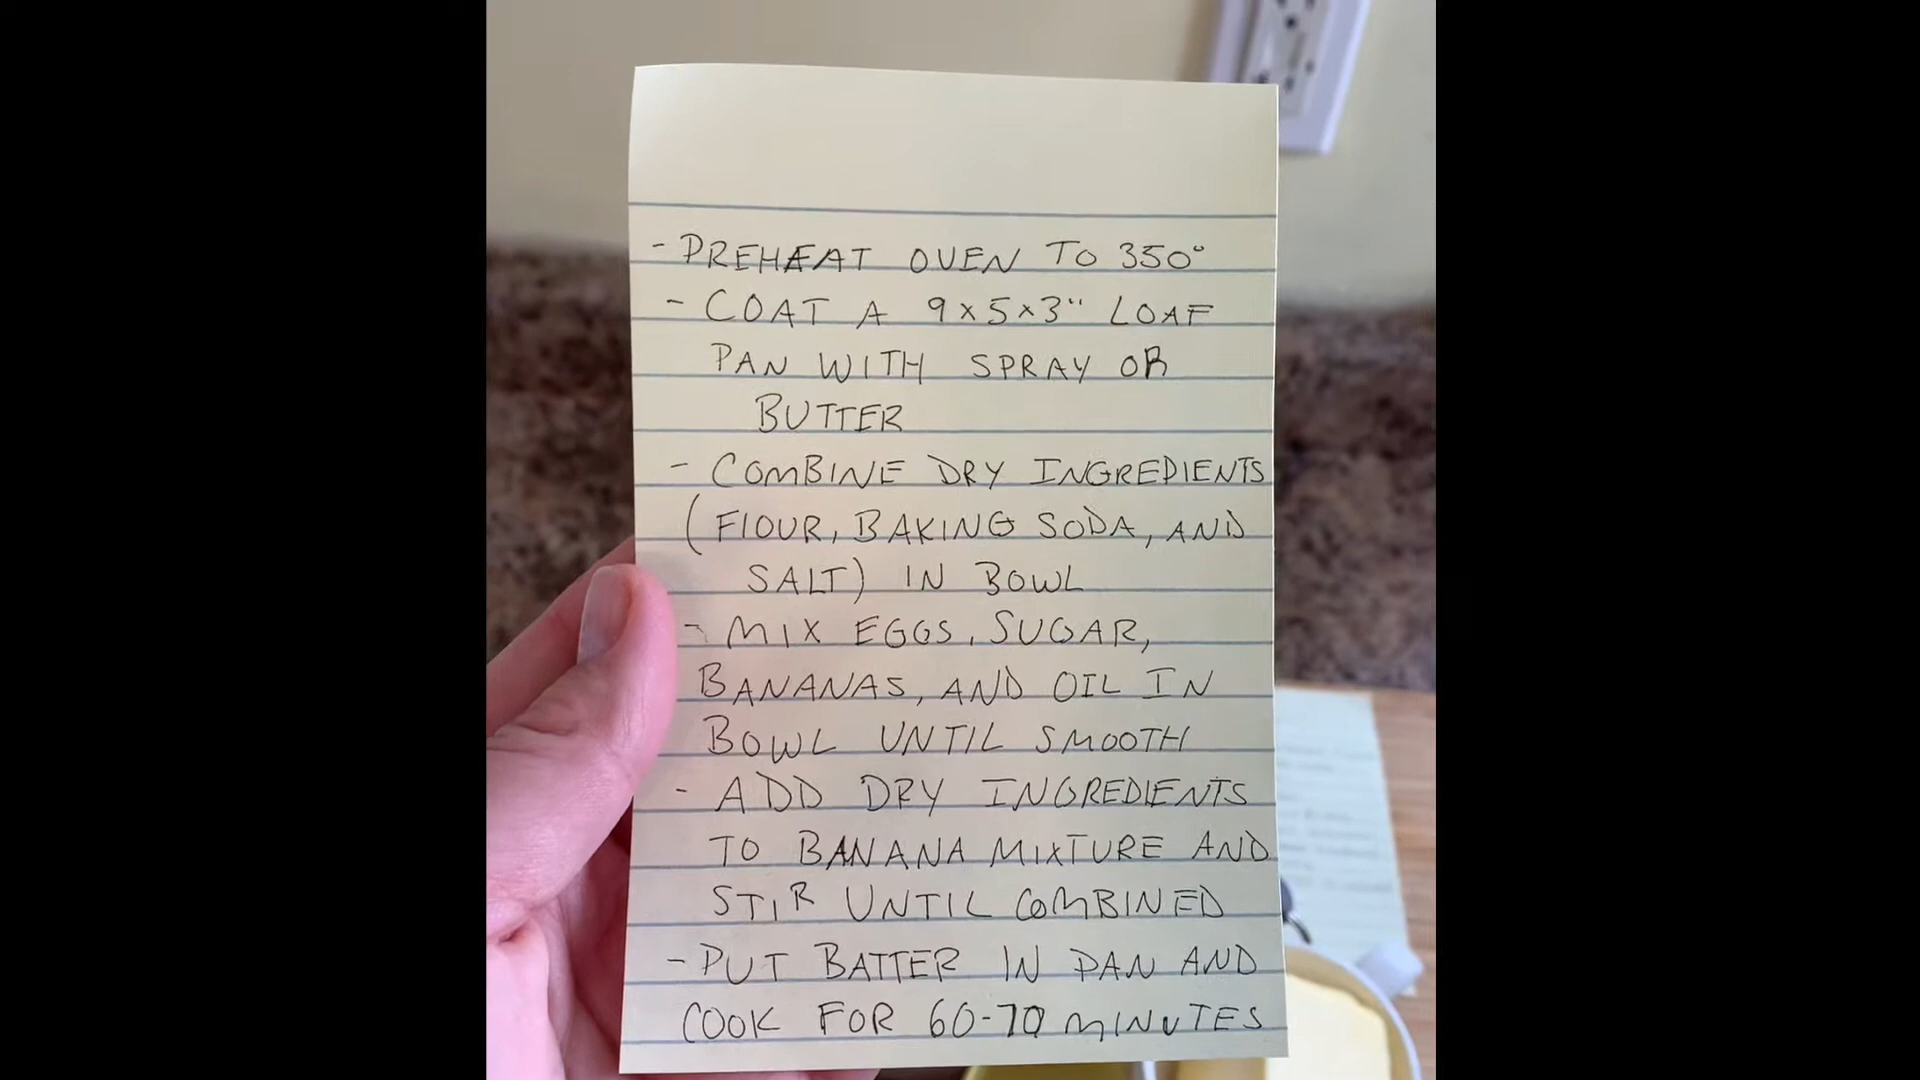 - PREHEAT OVEN TO 350°
- COAT A 9x5x3" LOAF
PAN WITH SPRAY OR
BUTTER
- COMBINE DRY INGREDIENTS
(FLOUR, BAKING SODA, AND
SALT) IN BOWL
- MIX EGGS, SUGAR,
BANANAS, AND OIL IN
BOWL UNTIL SMOOTH
- ADD DRY INGREDIENTS
TO BANANA MIXTURE AND
STIR UNTIL COMBINED
- PUT BATTER IN PAN AND
COOK FOR 60-70 MINUTES